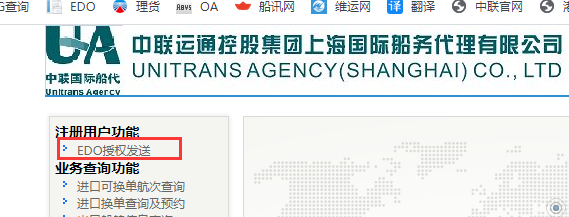 G查询 EDO 理货 Abvs OA 船讯网 维运网 译 翻译 中联官网
UA 中联运通控股集团上海国际船务代理有限公司
UNITRANS AGENCY(SHANGHAI) CO., LTD
中联国际船代
Unitrans Agency
注册用户功能
EDO授权发送
业务查询功能
进口可换单航次查询
进口换单查询及预约